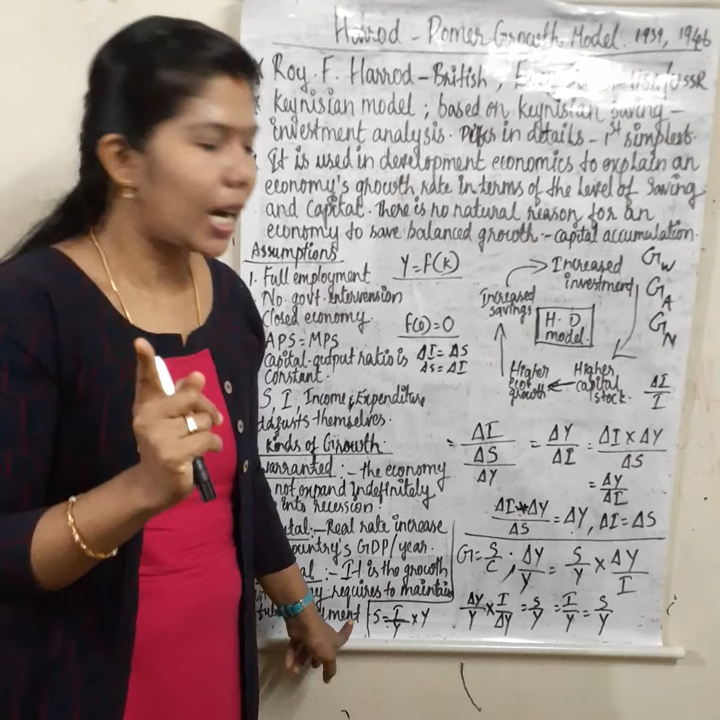 Harrod - Domar Growth Model. 1939, 1946
Roy. F. Harrod - British, USSR
Keynisian model ; based on Keynisian saving -
investment analysis. Differs in details - 1st simplest.
It is used in development economics to explain an
economy's growth rate in terms of the level of Saving
and Capital. There is no natural reason for an
economy to save balanced growth - capital accumulation.
Assumptions
1. Full employment
No. govt. intervension
Closed economy.
APS = MPS
Capital-output ratio is
Constant.
S, I, Income & Expenditure
adjusts themselves.
Y = f(K)
f(0) = 0
ΔI = ΔS
ΔS = ΔI
Increased savings
Increased investment
H. D model.
Higher capital stock.
Higher growth
GW
GA
GN
ΔI/I
= ΔI / ΔS / ΔY = ΔY/ΔI = ΔI × ΔY / ΔS
= ΔY/ΔI
ΔI * ΔY / ΔS = ΔY, ΔI = ΔS
Kinds of Growth
warranted :- the economy
not expand indefinitely
into recession
:- Real rate increase
country's GDP/year.
:- It is the growth
requires to maintain
S = I/Y × Y
G = S/C . ΔY/Y = S/Y × ΔY/I
ΔY/Y × I/ΔY = S/Y = I/Y = S/Y